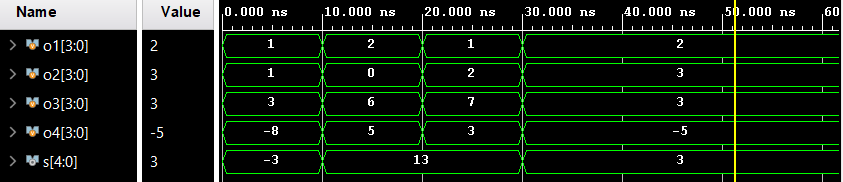 Name Value 0.000 ns 10.000 ns 20.000 ns 30.000 ns 40.000 ns 50.000 ns 60
o1[3:0] 2 1 2 1 2
o2[3:0] 3 1 0 2 3
o3[3:0] 3 3 6 7 3
o4[3:0] -5 -8 5 3 -5
s[4:0] 3 -3 13 3